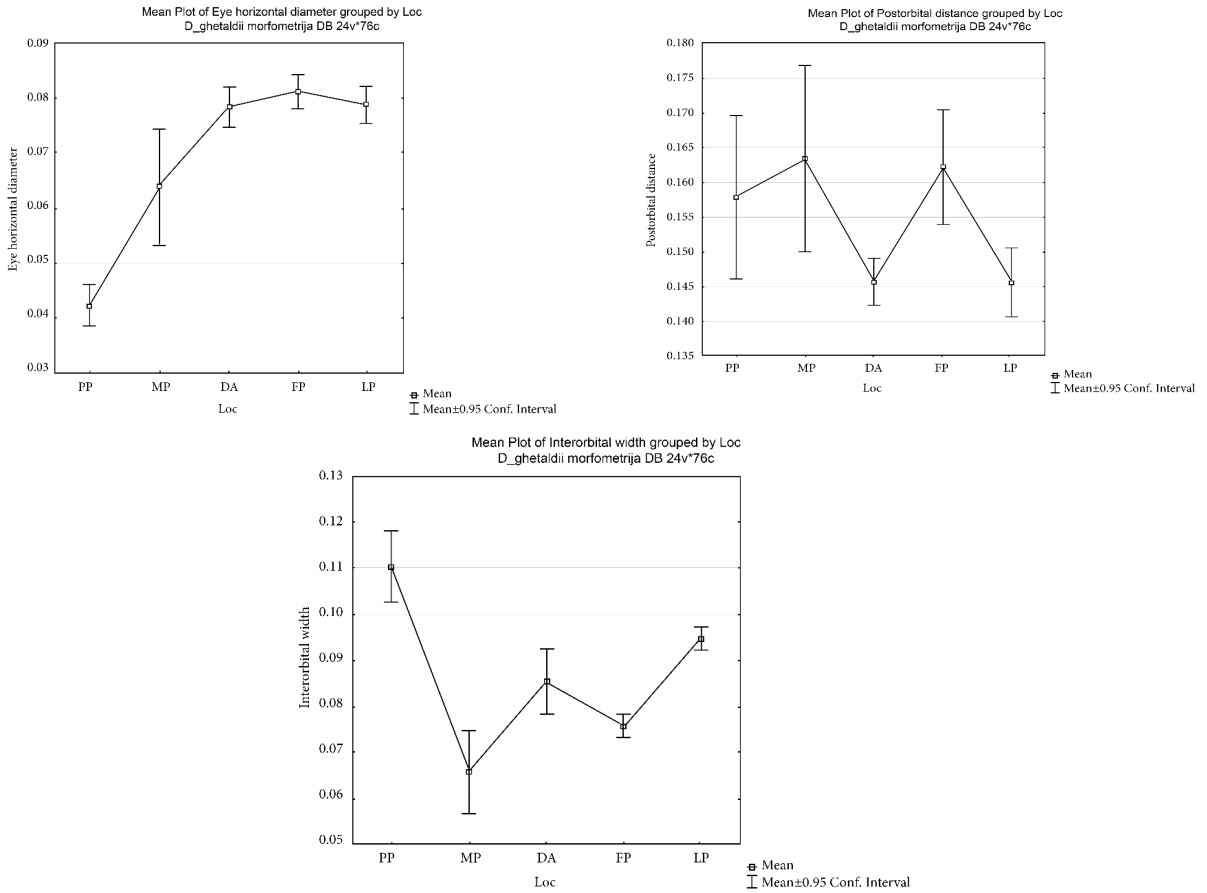 Mean Plot of Eye horizontal diameter grouped by Loc
D_ghetaldii morfometrija DB 24v*76c
0.09
0.08
0.07
0.06
0.05
0.04
0.03
Eye horizontal diameter
PP MP DA FP LP
Loc
Mean
Mean±0.95 Conf. Interval
Mean Plot of Postorbital distance grouped by Loc
D_ghetaldii morfometrija DB 24v*76c
0.180
0.175
0.170
0.165
0.160
0.155
0.150
0.145
0.140
0.135
Postorbital distance
PP MP DA FP LP
Loc
Mean
Mean±0.95 Conf. Interval
Mean Plot of Interorbital width grouped by Loc
D_ghetaldii morfometrija DB 24v*76c
0.13
0.12
0.11
0.10
0.09
0.08
0.07
0.06
0.05
Interorbital width
PP MP DA FP LP
Loc
Mean
Mean±0.95 Conf. Interval